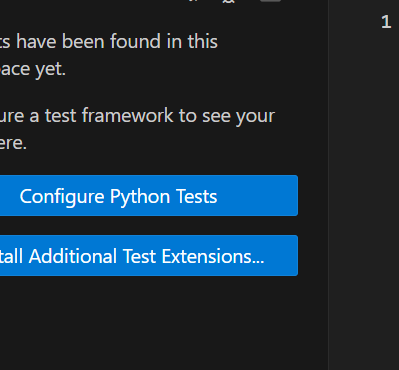 ts have been found in this
ace yet.
ure a test framework to see your
ere.
Configure Python Tests
tall Additional Test Extensions...
1